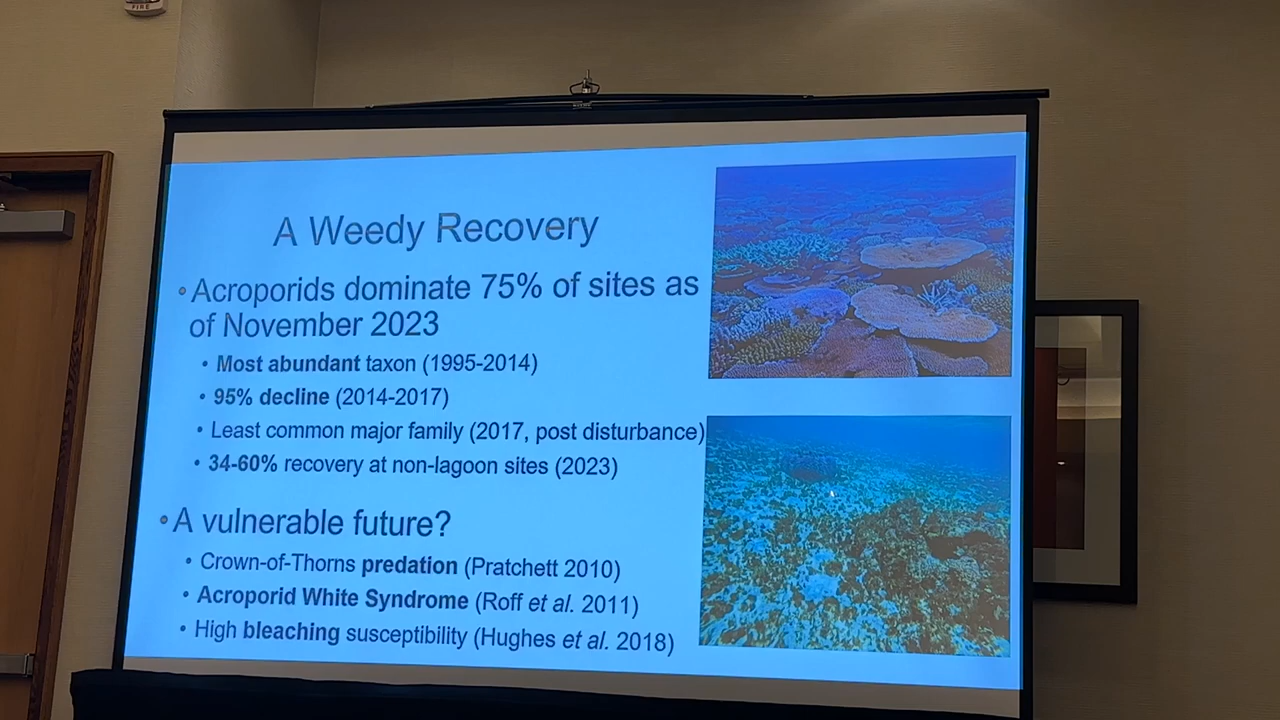 FIRE
A Weedy Recovery
•Acroporids dominate 75% of sites as
of November 2023
• Most abundant taxon (1995-2014)
• 95% decline (2014-2017)
• Least common major family (2017, post disturbance)
• 34-60% recovery at non-lagoon sites (2023)
•A vulnerable future?
• Crown-of-Thorns predation (Pratchett 2010)
• Acroporid White Syndrome (Roff et al. 2011)
• High bleaching susceptibility (Hughes et al. 2018)